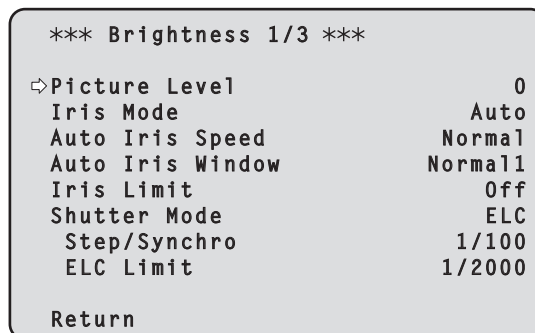 *** Brightness 1/3 ***
⇨Picture Level 0
Iris Mode Auto
Auto Iris Speed Normal
Auto Iris Window Normal1
Iris Limit Off
Shutter Mode ELC
Step/Synchro 1/100
ELC Limit 1/2000
Return